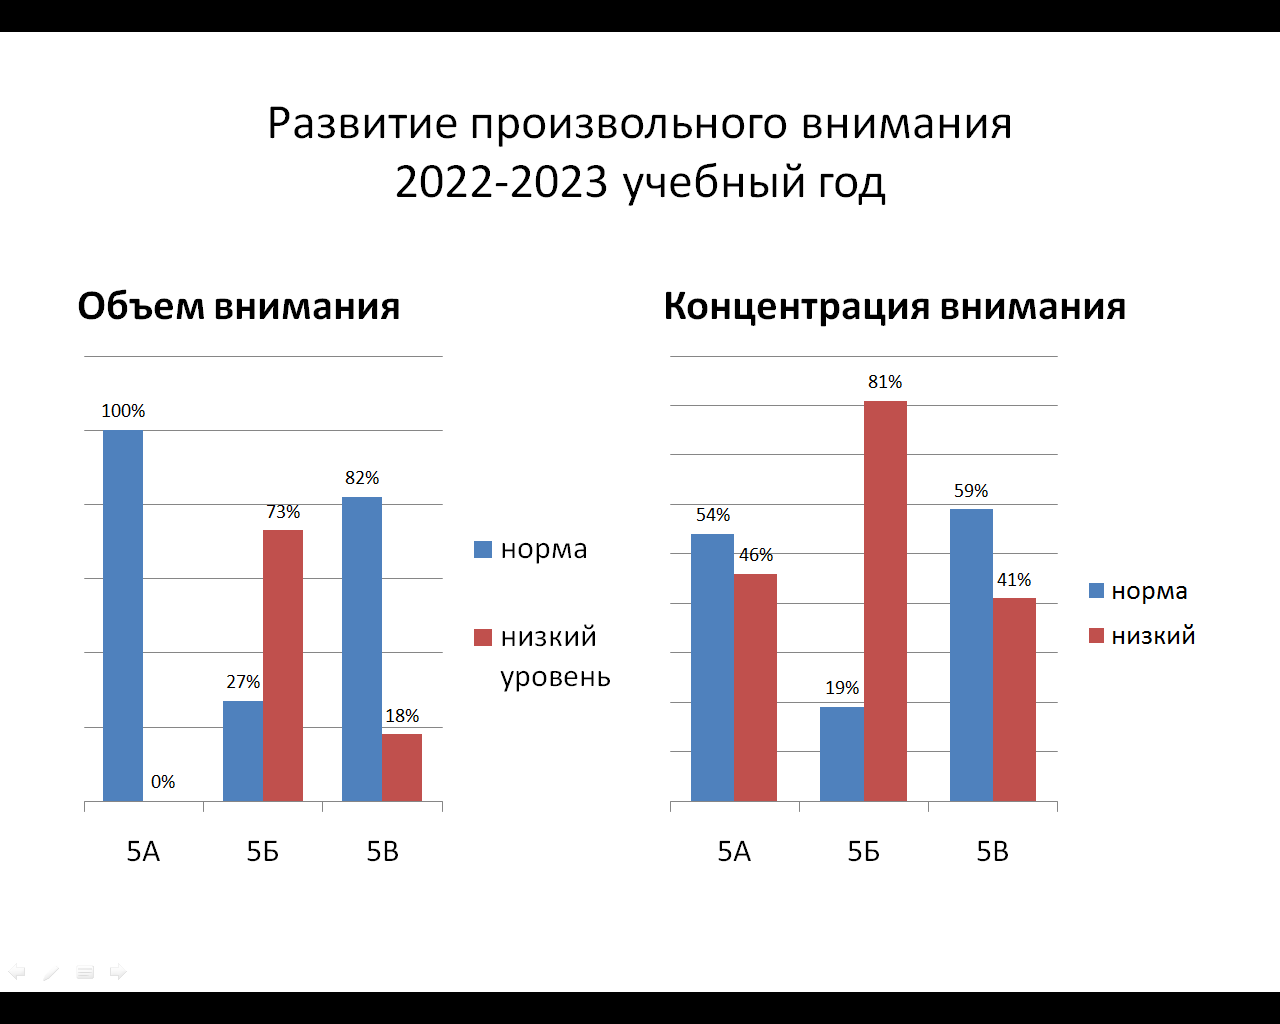 Развитие произвольного внимания
2022-2023 учебный год
Объем внимания
100%
0%
27%
73%
82%
18%
5А
5Б
5В
норма
низкий
уровень
Концентрация внимания
54%
46%
19%
81%
59%
41%
5А
5Б
5В
норма
низкий